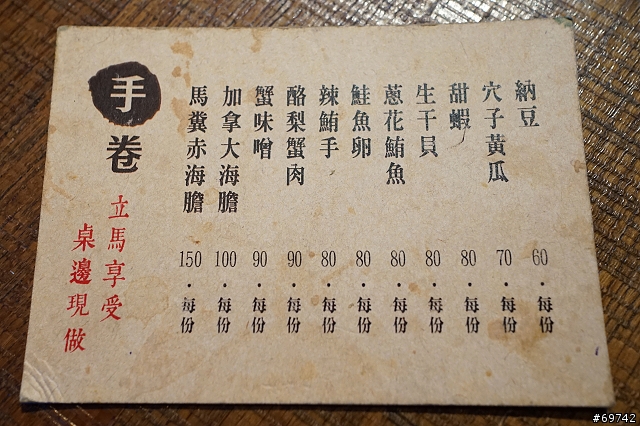 手卷
立馬享受
桌邊現做
納豆 60・每份
穴子黃瓜 70・每份
甜蝦 80・每份
生干貝 80・每份
蔥花鮪魚 80・每份
鮭魚卵 80・每份
辣鮪手 80・每份
酪梨蟹肉 90・每份
蟹味噌 90・每份
加拿大海膽 100・每份
馬糞赤海膽 150・每份
#69742